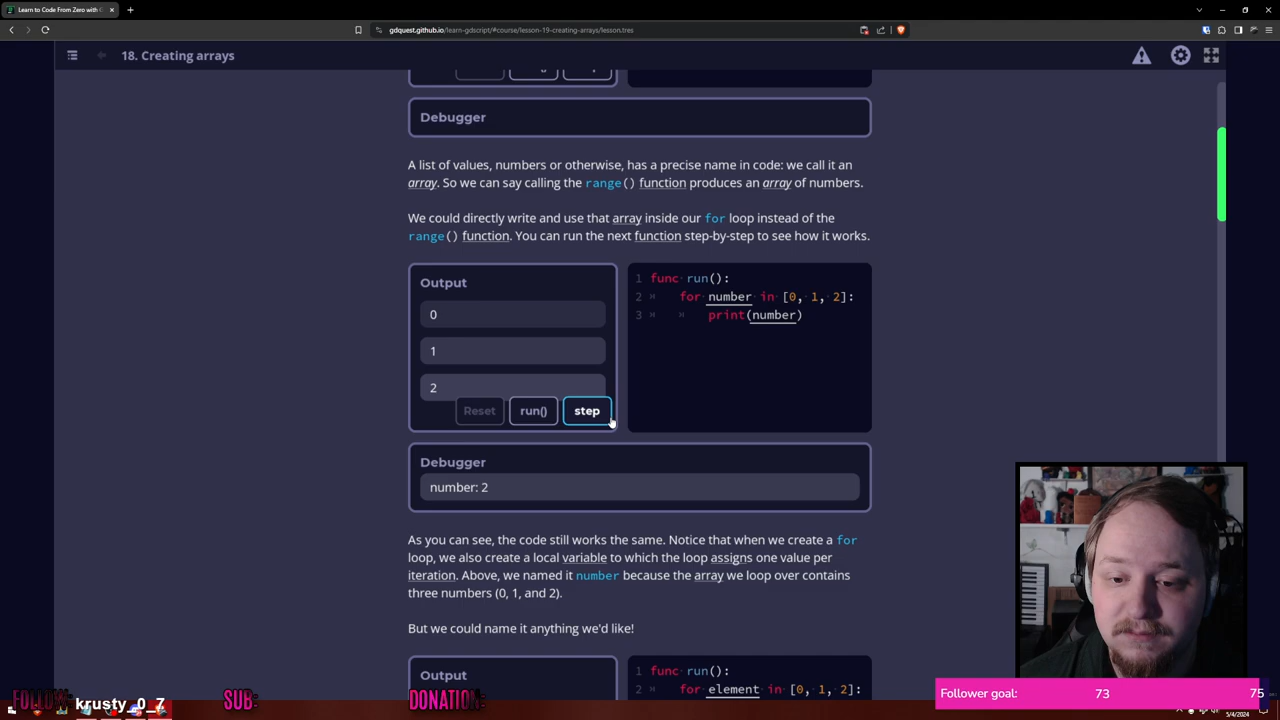 Learn to Code From Zero with
gdquest.github.io/learn-gdscript/#course/lesson-19-creating-arrays/lesson.tres
18. Creating arrays
Debugger
A list of values, numbers or otherwise, has a precise name in code: we call it an
array. So we can say calling the range() function produces an array of numbers.
We could directly write and use that array inside our for loop instead of the
range() function. You can run the next function step-by-step to see how it works.
Output
0
1
2
Reset run() step
1 func run():
2 for number in [0, 1, 2]:
3 print(number)
Debugger
number: 2
As you can see, the code still works the same. Notice that when we create a for
loop, we also create a local variable to which the loop assigns one value per
iteration. Above, we named it number because the array we loop over contains
three numbers (0, 1, and 2).
But we could name it anything we'd like!
Output
1 func run():
2 for element in [0, 1, 2]:
FOLLOW: krusty_0_7 SUB: DONATION:
Follower goal: 73 75
5/4/2024